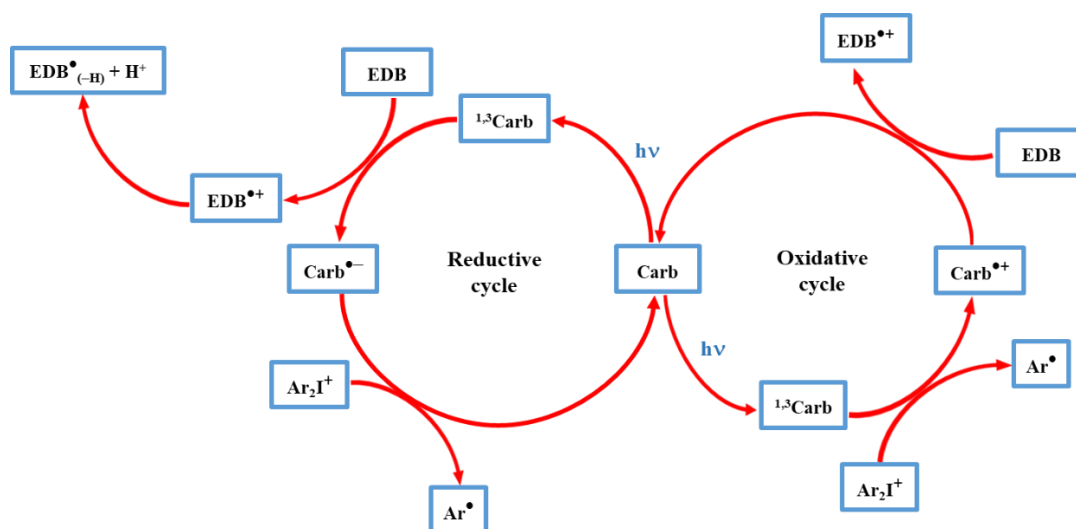 EDB•+
EDB•(–H) + H+
EDB
1,3Carb
hν
EDB
EDB•+
Carb•–
Reductive
cycle
Carb
Oxidative
cycle
Carb•+
hν
Ar2I+
1,3Carb
Ar•
Ar2I+
Ar•